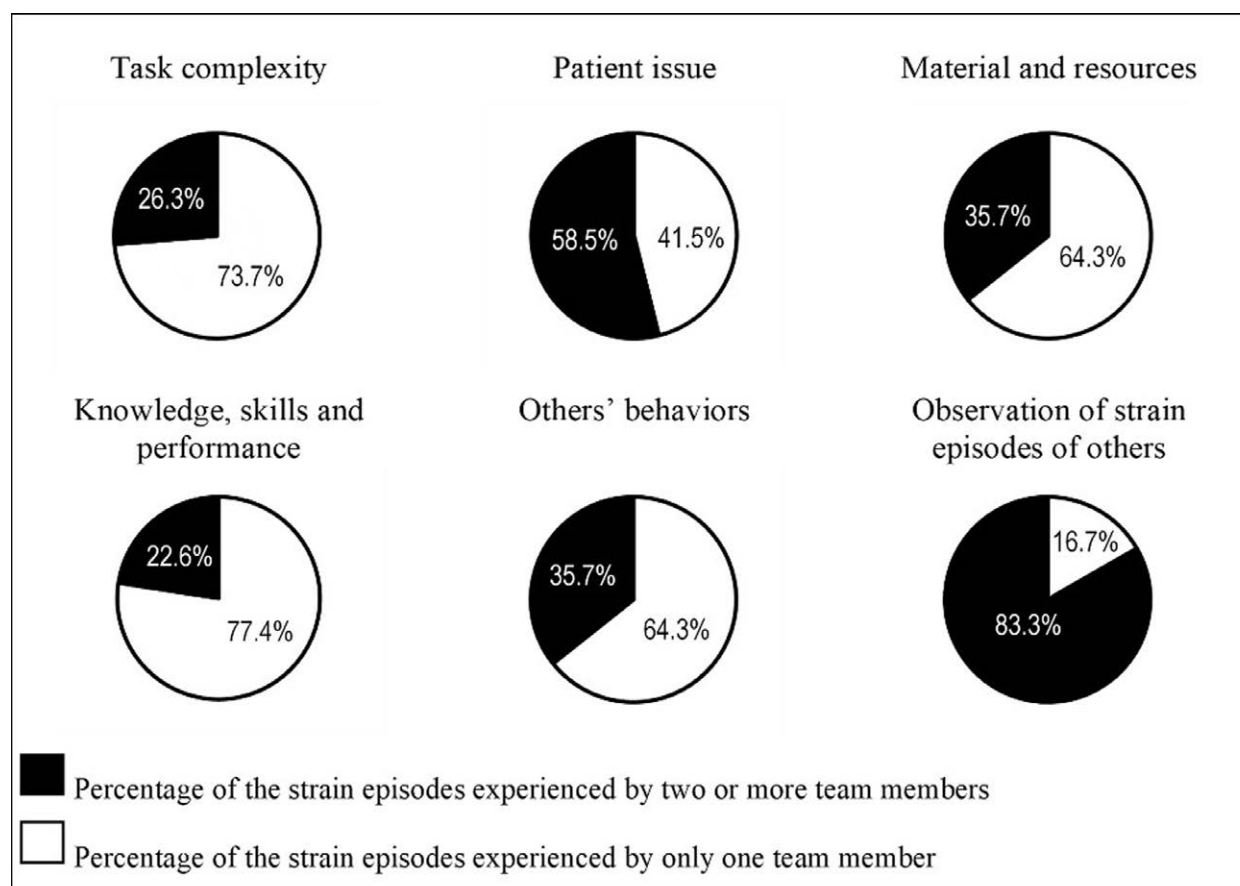 Task complexity
26.3%
73.7%
Patient issue
58.5%
41.5%
Material and resources
35.7%
64.3%
Knowledge, skills and
performance
22.6%
77.4%
Others’ behaviors
35.7%
64.3%
Observation of strain
episodes of others
16.7%
83.3%
Percentage of the strain episodes experienced by two or more team members
Percentage of the strain episodes experienced by only one team member